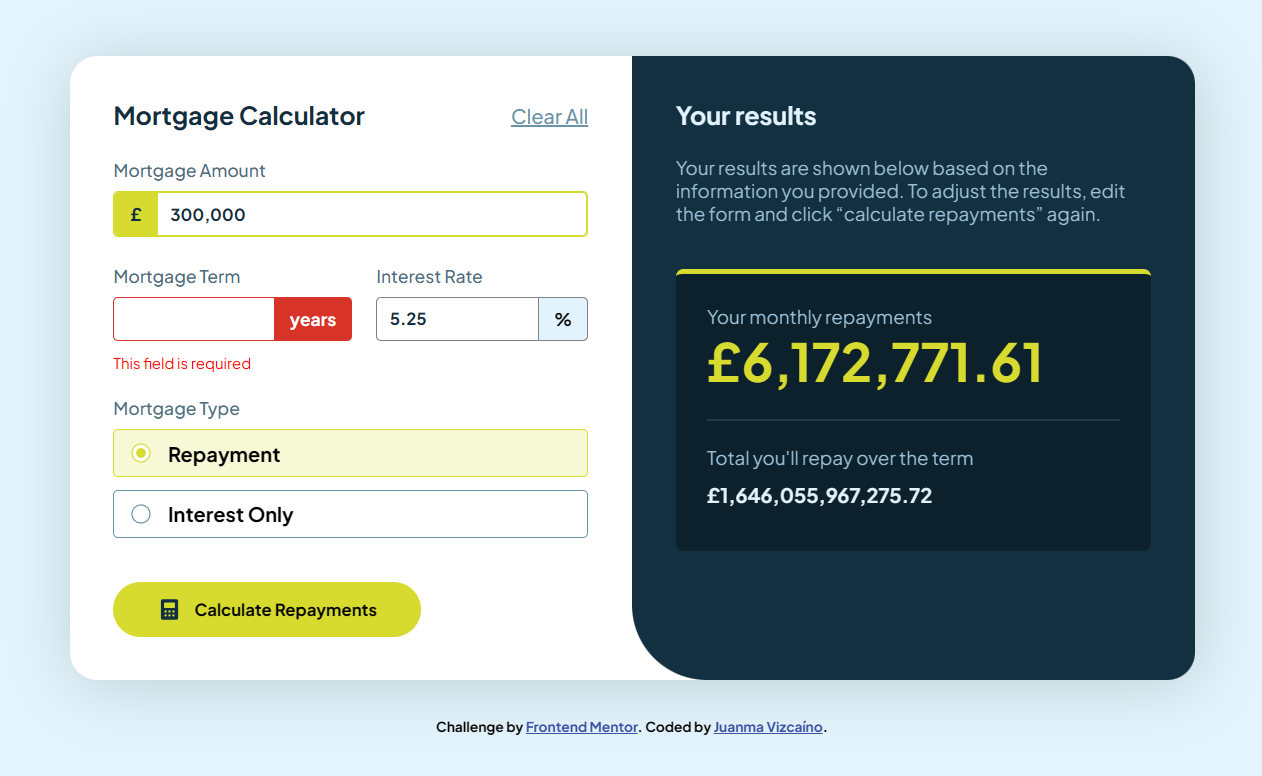 Mortgage Calculator
Clear All
Mortgage Amount
£ 300,000
Mortgage Term
years
This field is required
Interest Rate
5.25 %
Mortgage Type
Repayment
Interest Only
Calculate Repayments
Your results
Your results are shown below based on the
information you provided. To adjust the results, edit
the form and click “calculate repayments” again.
Your monthly repayments
£6,172,771.61
Total you'll repay over the term
£1,646,055,967,275.72
Challenge by Frontend Mentor. Coded by Juanma Vizcaíno.